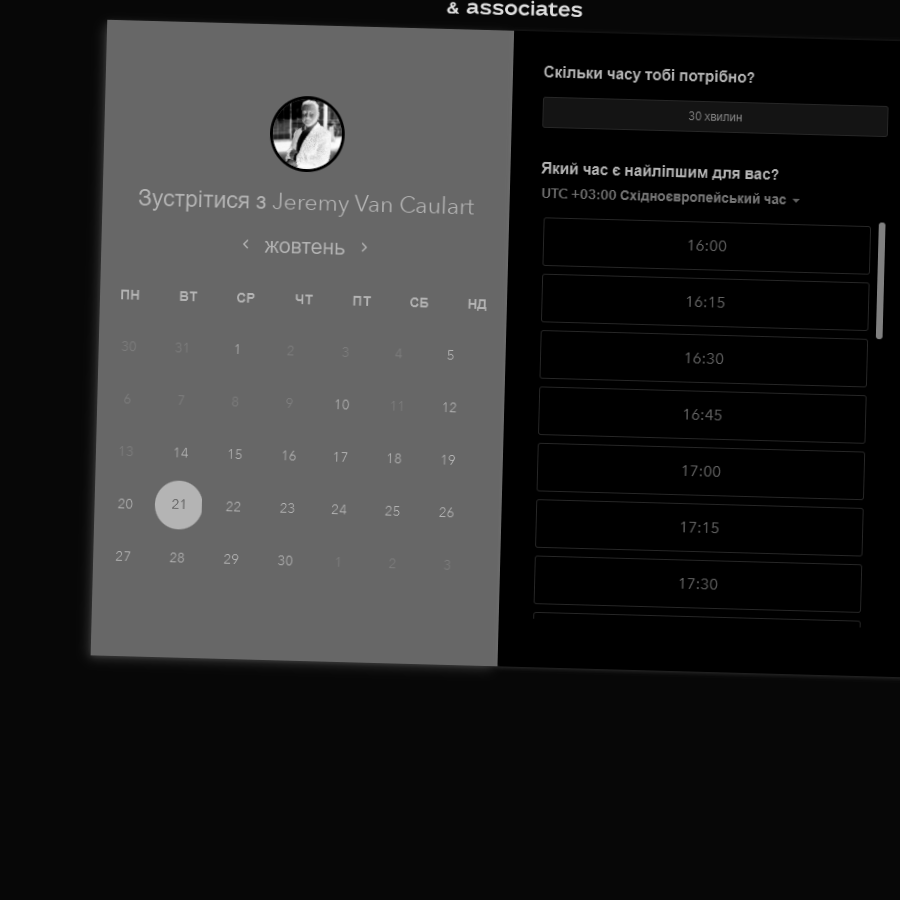 & associates
Зустрітися з Jeremy Van Caulart
жовтень
ПН ВТ СР ЧТ ПТ СБ НД
30 31 1 2 3 4 5
6 7 8 9 10 11 12
13 14 15 16 17 18 19
20 21 22 23 24 25 26
27 28 29 30 1 2 3
Скільки часу тобі потрібно?
30 хвилин
Який час є найліпшим для вас?
UTC +03:00 Східноєвропейський час
16:00
16:15
16:30
16:45
17:00
17:15
17:30